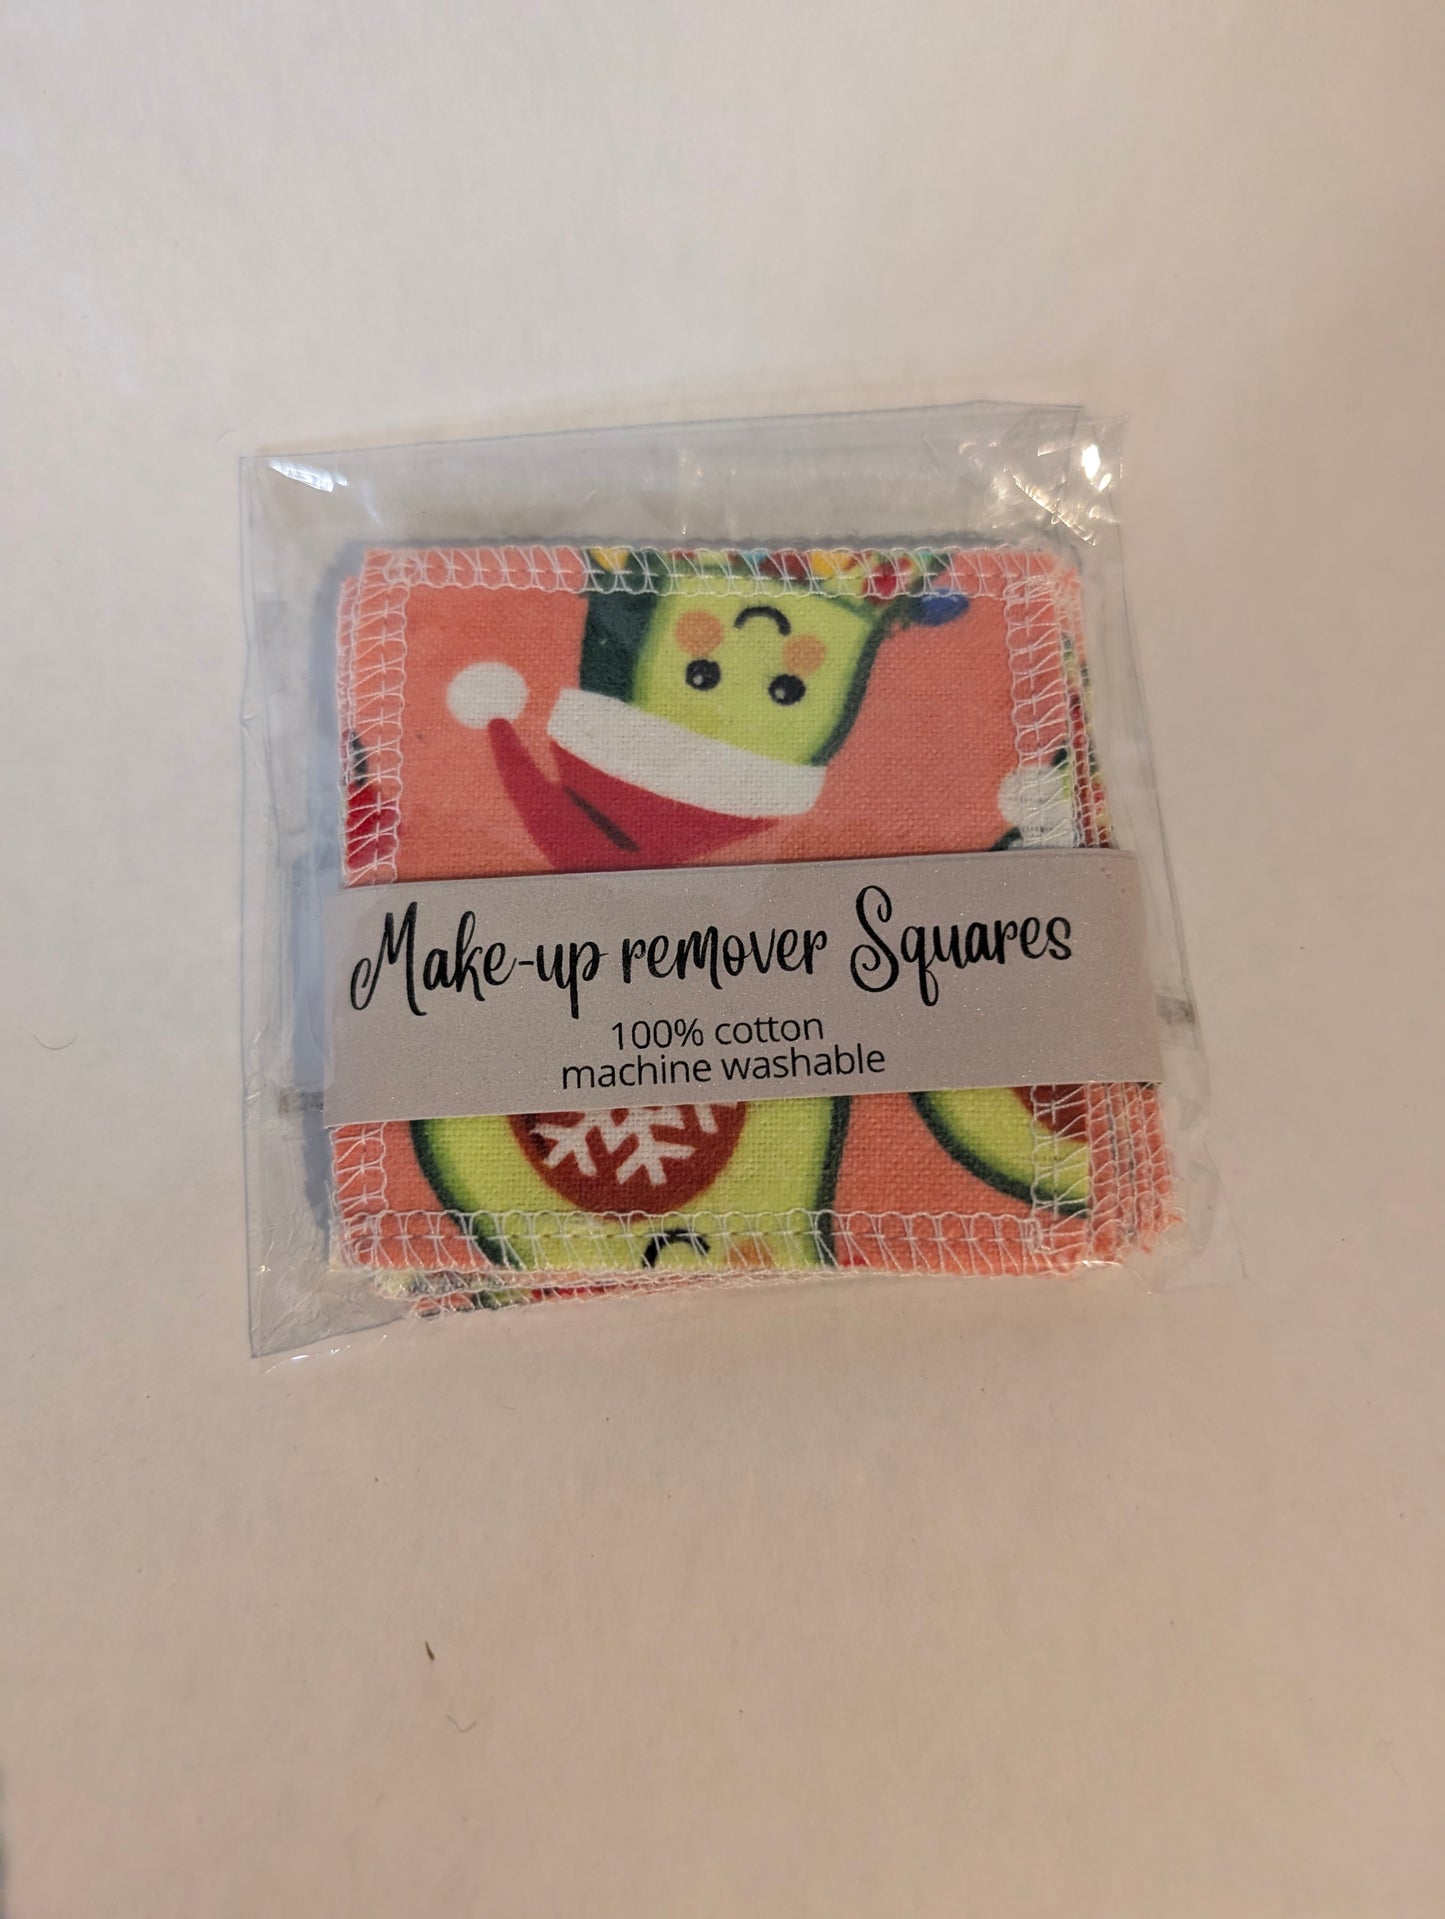 Make-up remover Squares
100% cotton
machine washable